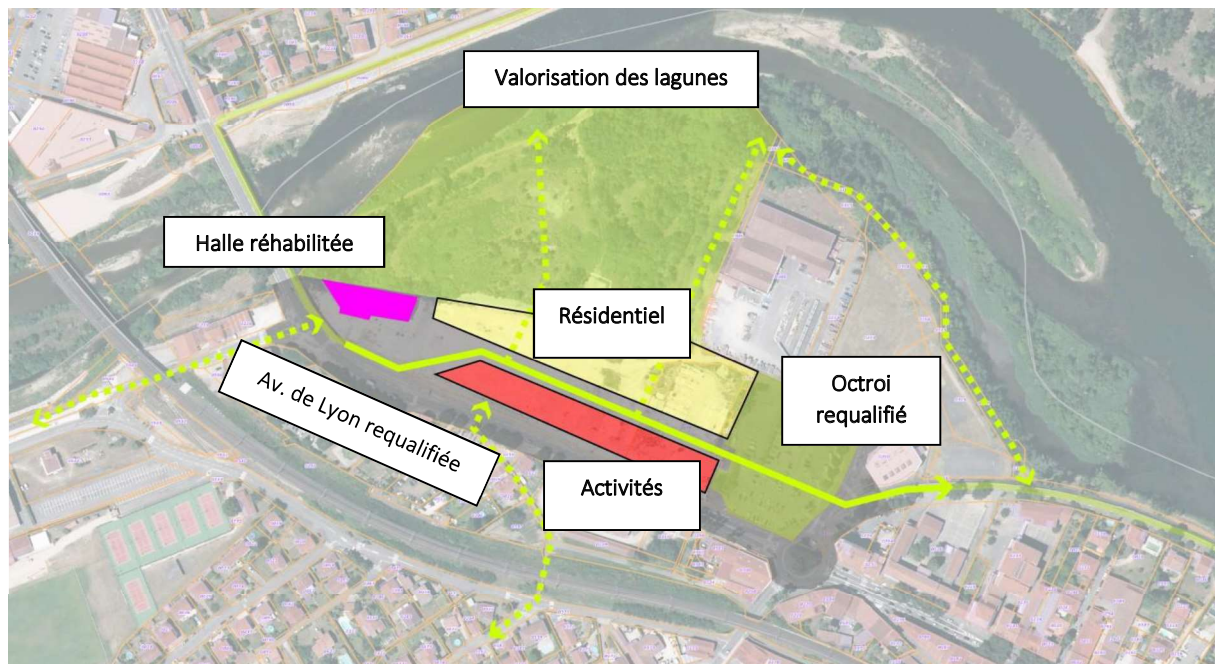 Valorisation des lagunes
Halle réhabilitée
Résidentiel
Av. de Lyon requalifiée
Octroi
requalifié
Activités